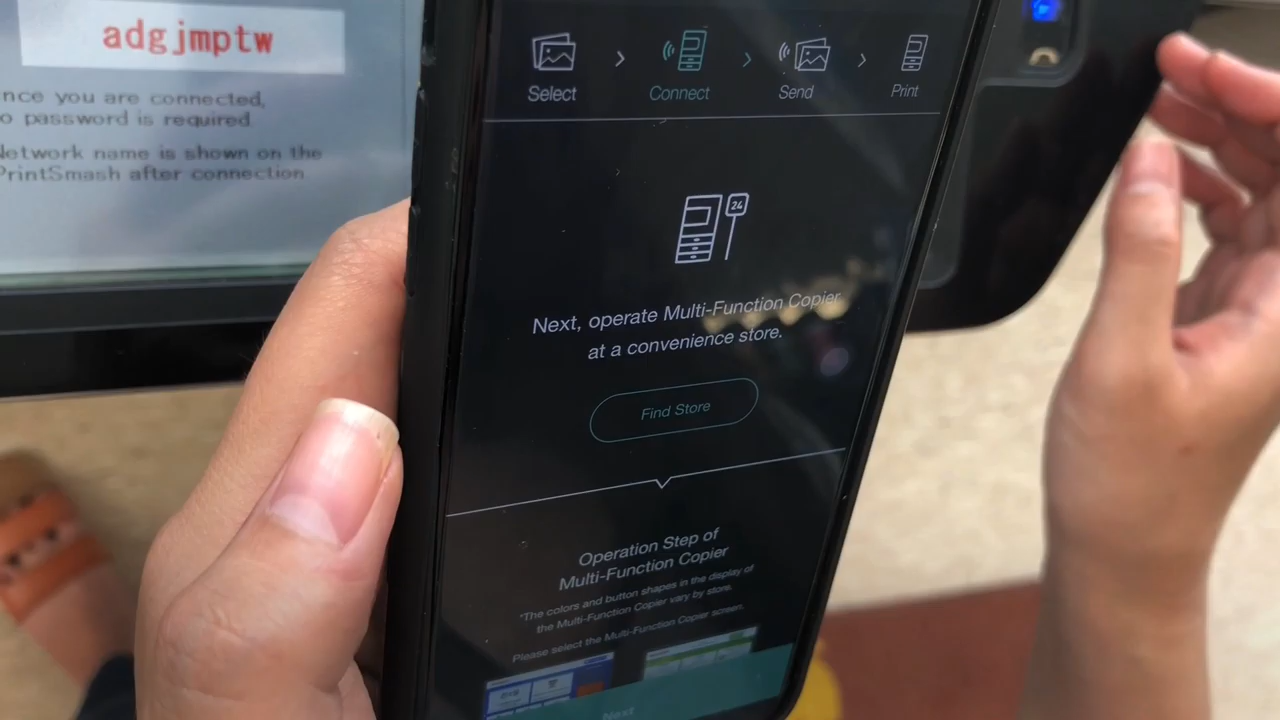 adgjmptw
nce you are connected,
o password is required.
Network name is shown on the
PrintSmash after connection.
Select
Connect
Send
Print
24
Next, operate Multi-Function Copier
at a convenience store.
Find Store
Operation Step of
Multi-Function Copier
*The colors and button shapes in the display of
the Multi-Function Copier vary by store.
Please select the Multi-Function Copier screen.
Next